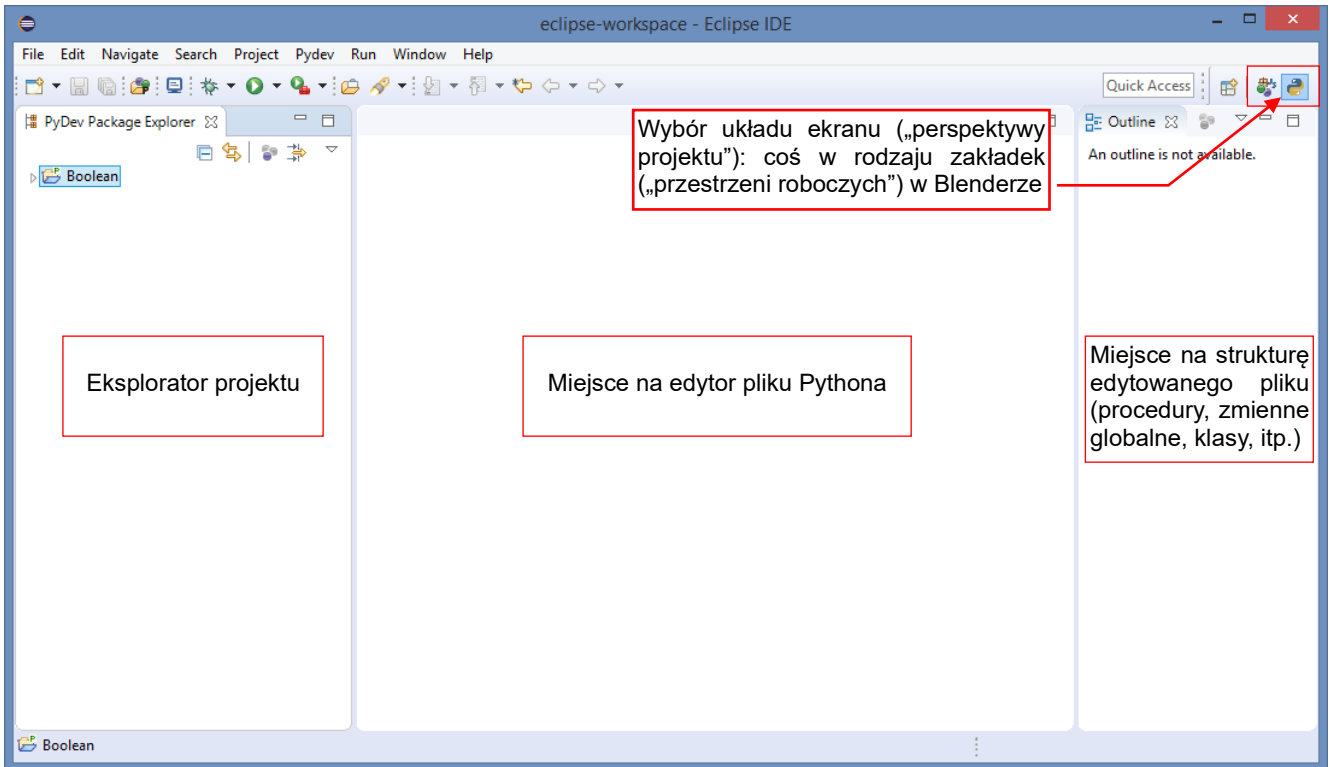 eclipse-workspace - Eclipse IDE
File Edit Navigate Search Project Pydev Run Window Help
Quick Access
PyDev Package Explorer
Outline
Wybór układu ekranu („perspektywy
projektu”): coś w rodzaju zakładek
(„przestrzeni roboczych”) w Blenderze
An outline is not available.
Boolean
Eksplorator projektu
Miejsce na edytor pliku Pythona
Miejsce na strukturę
edytowanego pliku
(procedury, zmienne
globalne, klasy, itp.)
Boolean